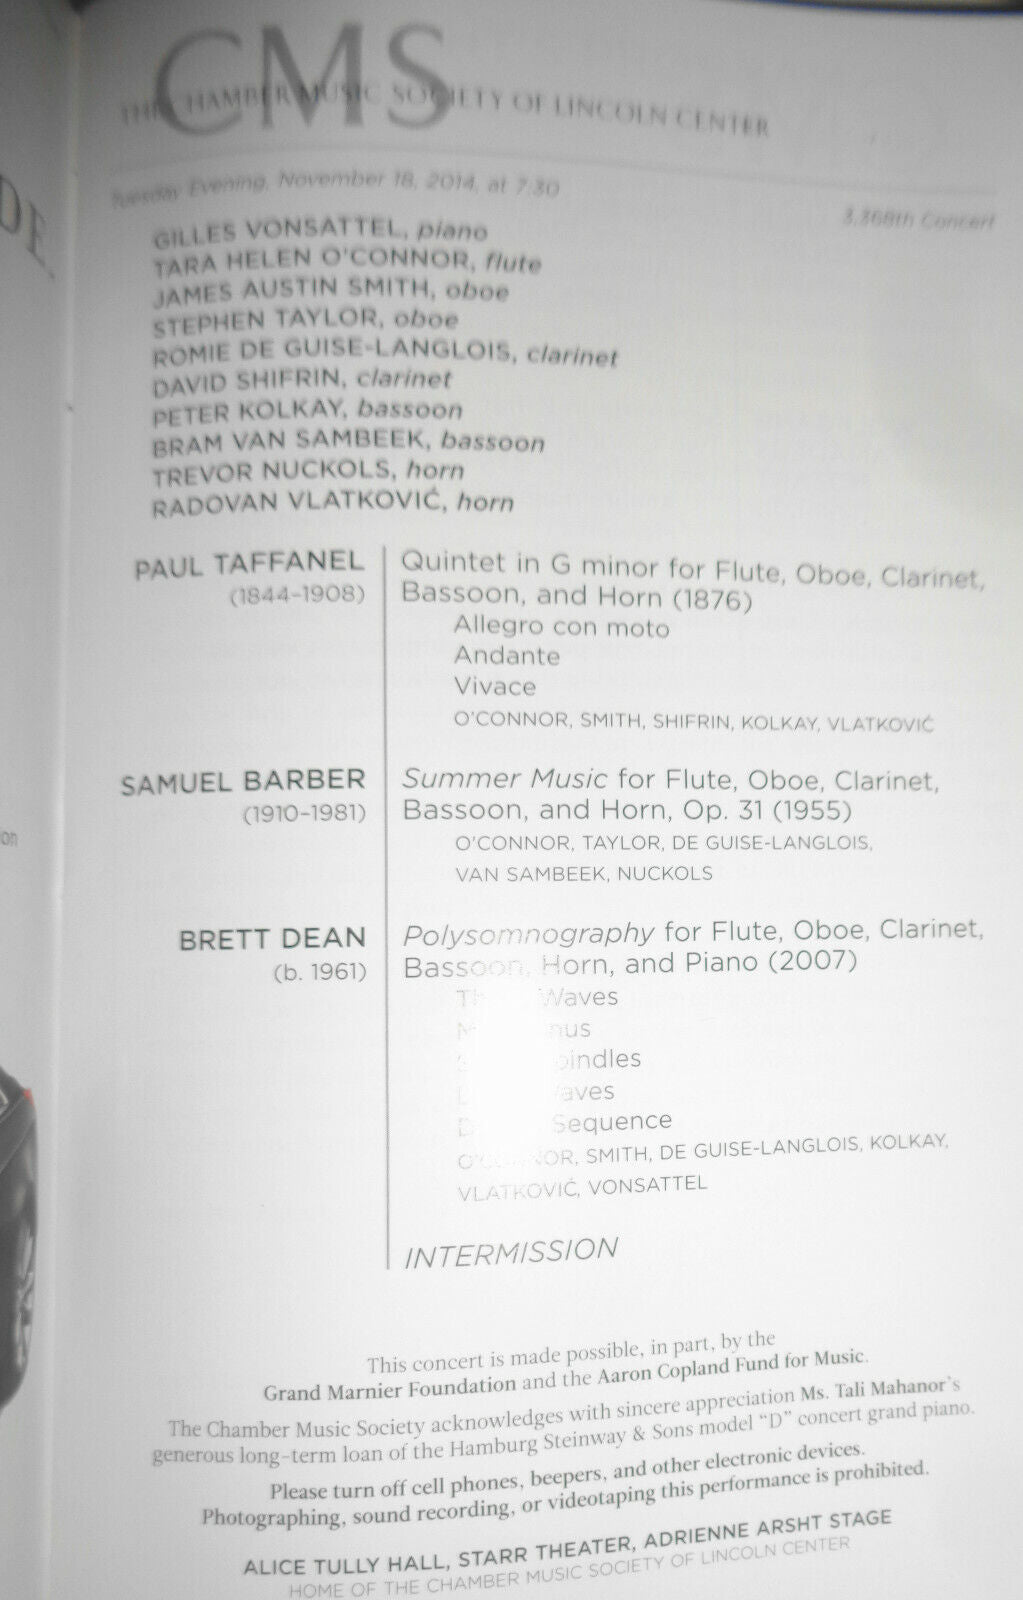 CMS
THE CHAMBER MUSIC SOCIETY OF LINCOLN CENTER
Tuesday Evening, November 18, 2014, at 7:30
3,368th Concert
GILLES VONSATTEL, piano
TARA HELEN O'CONNOR, flute
JAMES AUSTIN SMITH, oboe
STEPHEN TAYLOR, oboe
ROMIE DE GUISE-LANGLOIS, clarinet
DAVID SHIFRIN, clarinet
PETER KOLKAY, bassoon
BRAM VAN SAMBEEK, bassoon
TREVOR NUCKOLS, horn
RADOVAN VLATKOVIĆ, horn
PAUL TAFFANEL
(1844–1908)
Quintet in G minor for Flute, Oboe, Clarinet,
Bassoon, and Horn (1876)
Allegro con moto
Andante
Vivace
O'CONNOR, SMITH, SHIFRIN, KOLKAY, VLATKOVIĆ
SAMUEL BARBER
(1910–1981)
Summer Music for Flute, Oboe, Clarinet,
Bassoon, and Horn, Op. 31 (1955)
O'CONNOR, TAYLOR, DE GUISE-LANGLOIS,
VAN SAMBEEK, NUCKOLS
BRETT DEAN
(b. 1961)
Polysomnography for Flute, Oboe, Clarinet,
Bassoon, Horn, and Piano (2007)
Waves
Sequence
O'CONNOR, SMITH, DE GUISE-LANGLOIS, KOLKAY,
VLATKOVIĆ, VONSATTEL
INTERMISSION
This concert is made possible, in part, by the
Grand Marnier Foundation and the Aaron Copland Fund for Music.
The Chamber Music Society acknowledges with sincere appreciation Ms. Tali Mahanor's
generous long-term loan of the Hamburg Steinway & Sons model "D" concert grand piano.
Please turn off cell phones, beepers, and other electronic devices.
Photographing, sound recording, or videotaping this performance is prohibited.
ALICE TULLY HALL, STARR THEATER, ADRIENNE ARSHT STAGE
HOME OF THE CHAMBER MUSIC SOCIETY OF LINCOLN CENTER